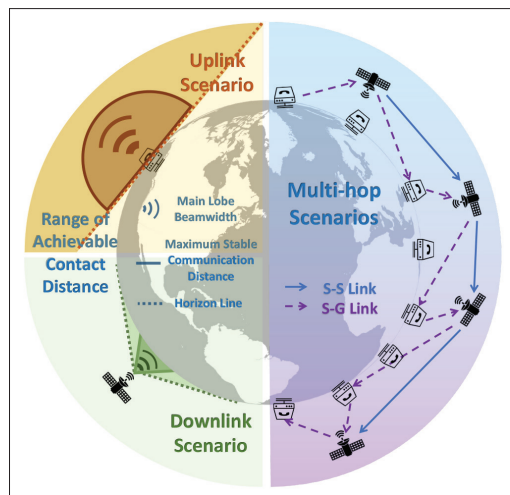 Uplink
Scenario
Range of
Achievable
Contact
Distance
Main Lobe
Beamwidth
Maximum Stable
Communication
Distance
Horizon Line
Downlink
Scenario
Multi-hop
Scenarios
S-S Link
S-G Link